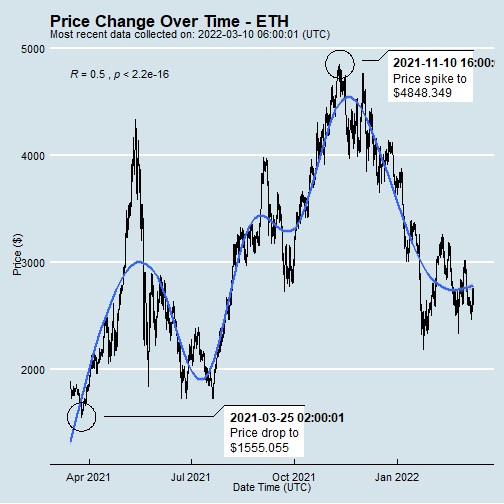 Price Change Over Time - ETH
Most recent data collected on: 2022-03-10 06:00:01 (UTC)
5000
R = 0.5 , p < 2.2e-16
2021-11-10 16:00:
Price spike to
$4848.349
4000
Price ($)
3000
2000
2021-03-25 02:00:01
Price drop to
$1555.055
Apr 2021
Jul 2021
Oct 2021
Jan 2022
Date Time (UTC)